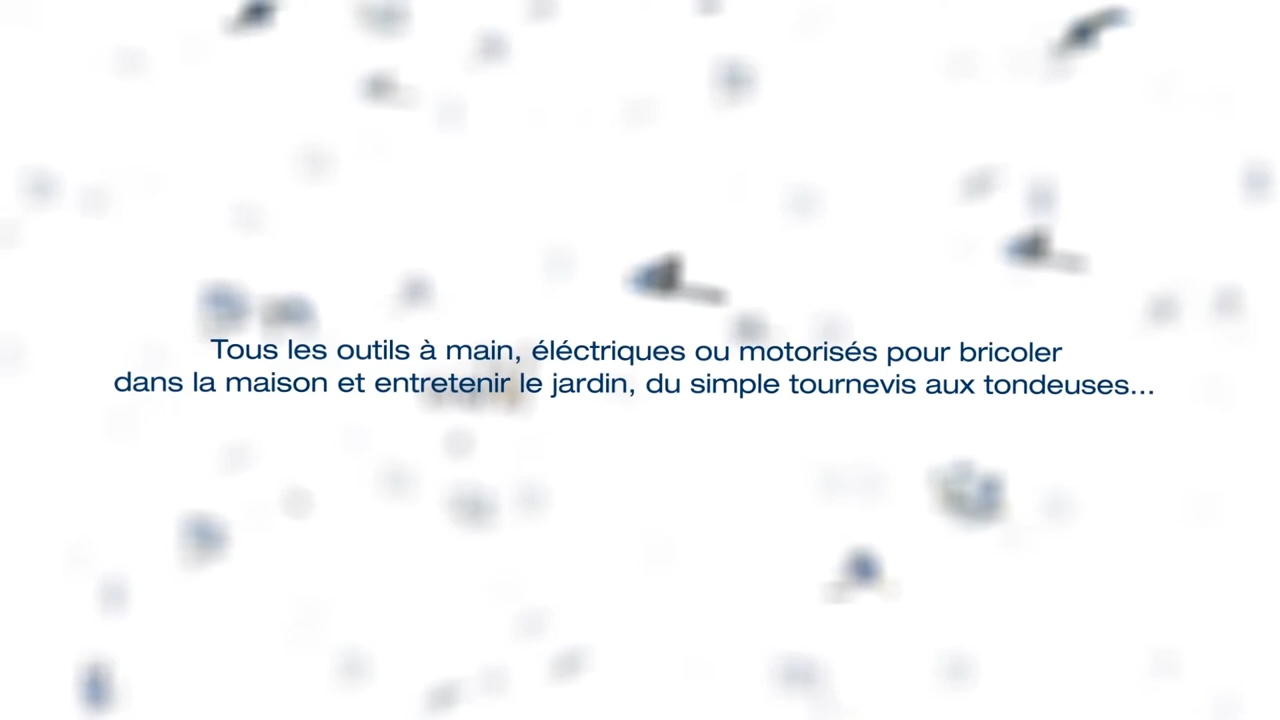 Tous les outils à main, éléctriques ou motorisés pour bricoler
dans la maison et entretenir le jardin, du simple tournevis aux tondeuses...